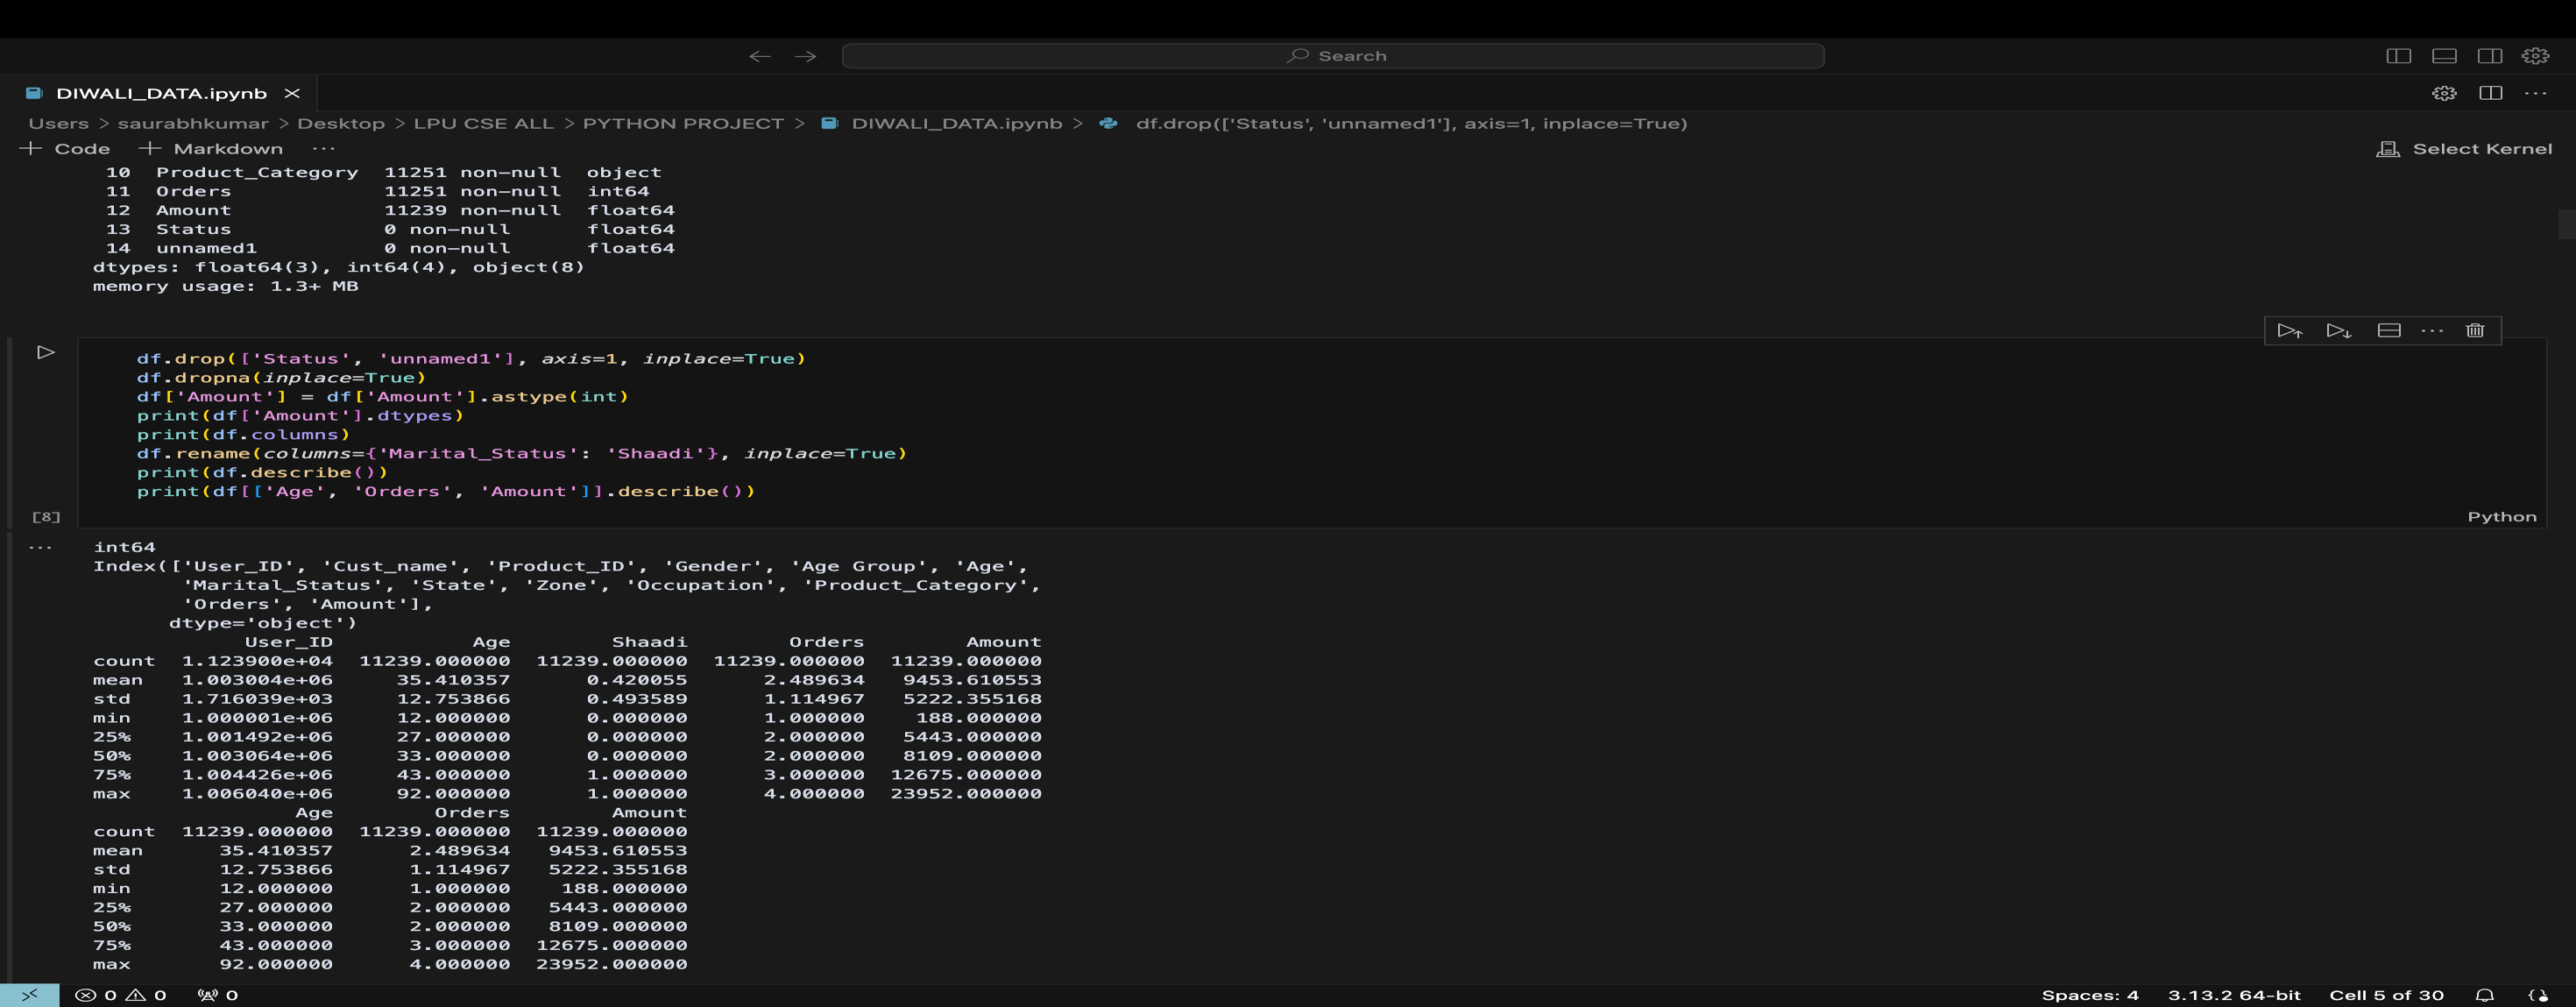 Search
DIWALI_DATA.ipynb
Users > saurabhkumar > Desktop > LPU CSE ALL > PYTHON PROJECT > DIWALI_DATA.ipynb > df.drop(['Status', 'unnamed1'], axis=1, inplace=True)
+ Code + Markdown ··· Select Kernel
10 Product_Category 11251 non-null object
11 Orders 11251 non-null int64
12 Amount 11239 non-null float64
13 Status 0 non-null float64
14 unnamed1 0 non-null float64
dtypes: float64(3), int64(4), object(8)
memory usage: 1.3+ MB
df.drop(['Status', 'unnamed1'], axis=1, inplace=True)
df.dropna(inplace=True)
df['Amount'] = df['Amount'].astype(int)
print(df['Amount'].dtypes)
print(df.columns)
df.rename(columns={'Marital_Status': 'Shaadi'}, inplace=True)
print(df.describe())
print(df[['Age', 'Orders', 'Amount']].describe())
[8] Python
int64
Index(['User_ID', 'Cust_name', 'Product_ID', 'Gender', 'Age Group', 'Age',
'Marital_Status', 'State', 'Zone', 'Occupation', 'Product_Category',
'Orders', 'Amount'],
dtype='object')
User_ID Age Shaadi Orders Amount
count 1.123900e+04 11239.000000 11239.000000 11239.000000 11239.000000
mean 1.003004e+06 35.410357 0.420055 2.489634 9453.610553
std 1.716039e+03 12.753866 0.493589 1.114967 5222.355168
min 1.000001e+06 12.000000 0.000000 1.000000 188.000000
25% 1.001492e+06 27.000000 0.000000 2.000000 5443.000000
50% 1.003064e+06 33.000000 0.000000 2.000000 8109.000000
75% 1.004426e+06 43.000000 1.000000 3.000000 12675.000000
max 1.006040e+06 92.000000 1.000000 4.000000 23952.000000
Age Orders Amount
count 11239.000000 11239.000000 11239.000000
mean 35.410357 2.489634 9453.610553
std 12.753866 1.114967 5222.355168
min 12.000000 1.000000 188.000000
25% 27.000000 2.000000 5443.000000
50% 33.000000 2.000000 8109.000000
75% 43.000000 3.000000 12675.000000
max 92.000000 4.000000 23952.000000
0 0 0 Spaces: 4 3.13.2 64-bit Cell 5 of 30